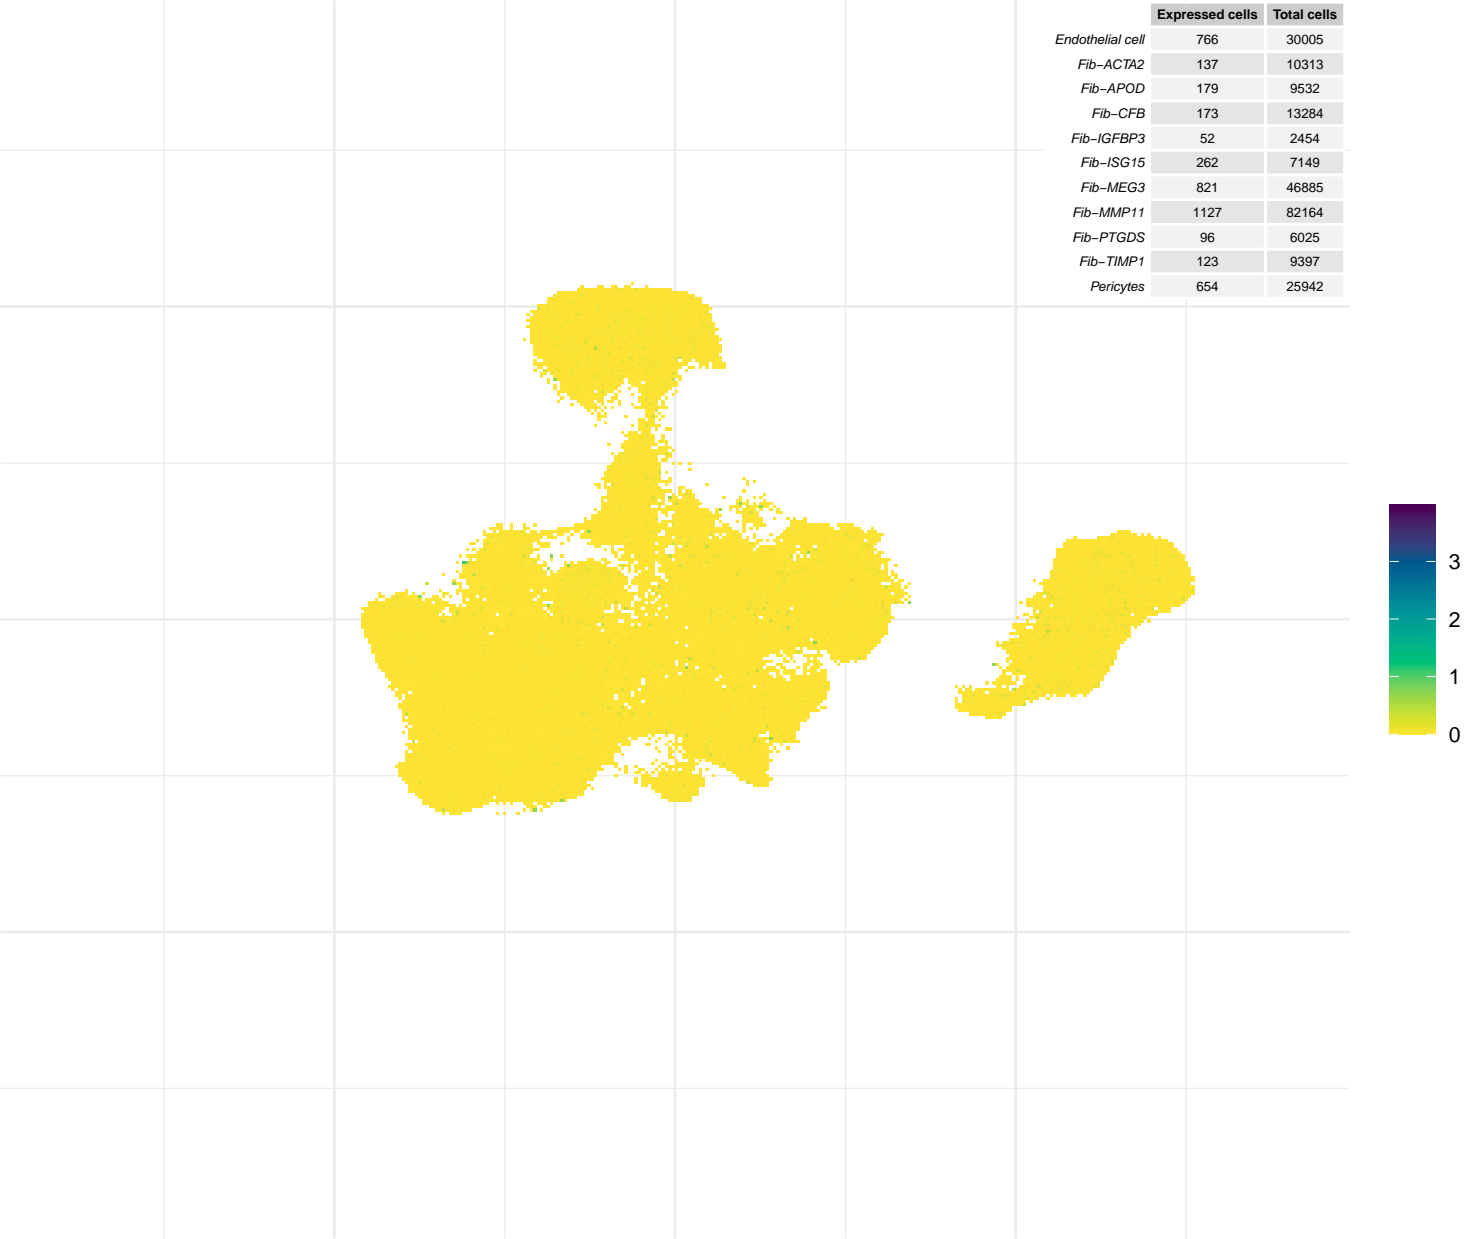 Expressed cells Total cells
Endothelial cell 766 30005
Fib−ACTA2 137 10313
Fib−APOD 179 9532
Fib−CFB 173 13284
Fib−IGFBP3 52 2454
Fib−ISG15 262 7149
Fib−MEG3 821 46885
Fib−MMP11 1127 82164
Fib−PTGDS 96 6025
Fib−TIMP1 123 9397
Pericytes 654 25942
3
2
1
0